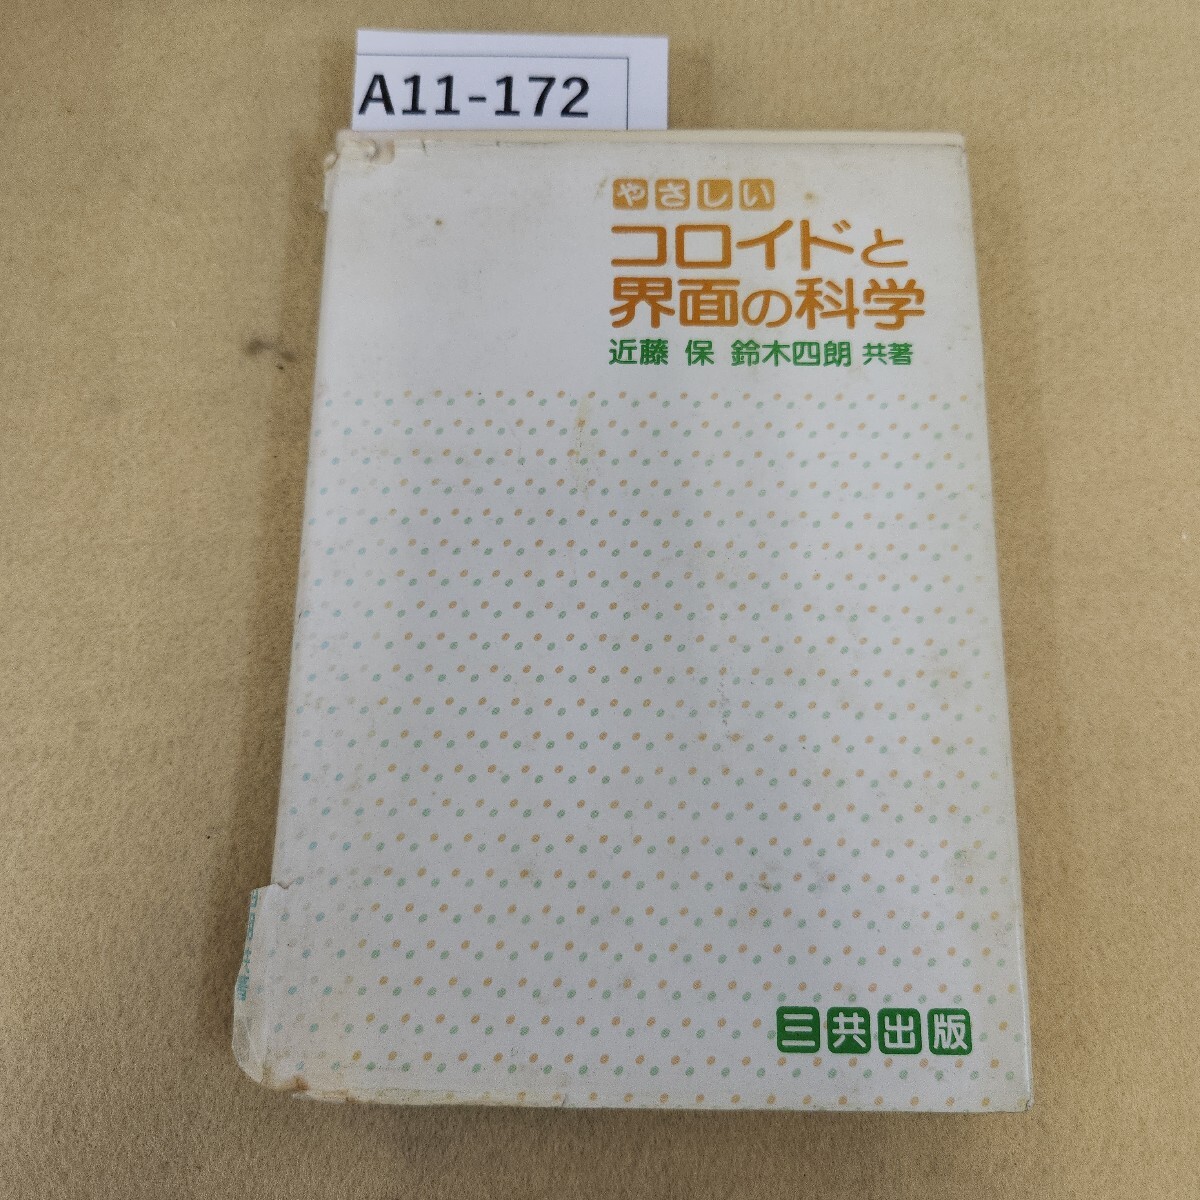 A11-172
やさしい
コロイドと
界面の科学
近藤 保 鈴木四朗 共著
三共出版